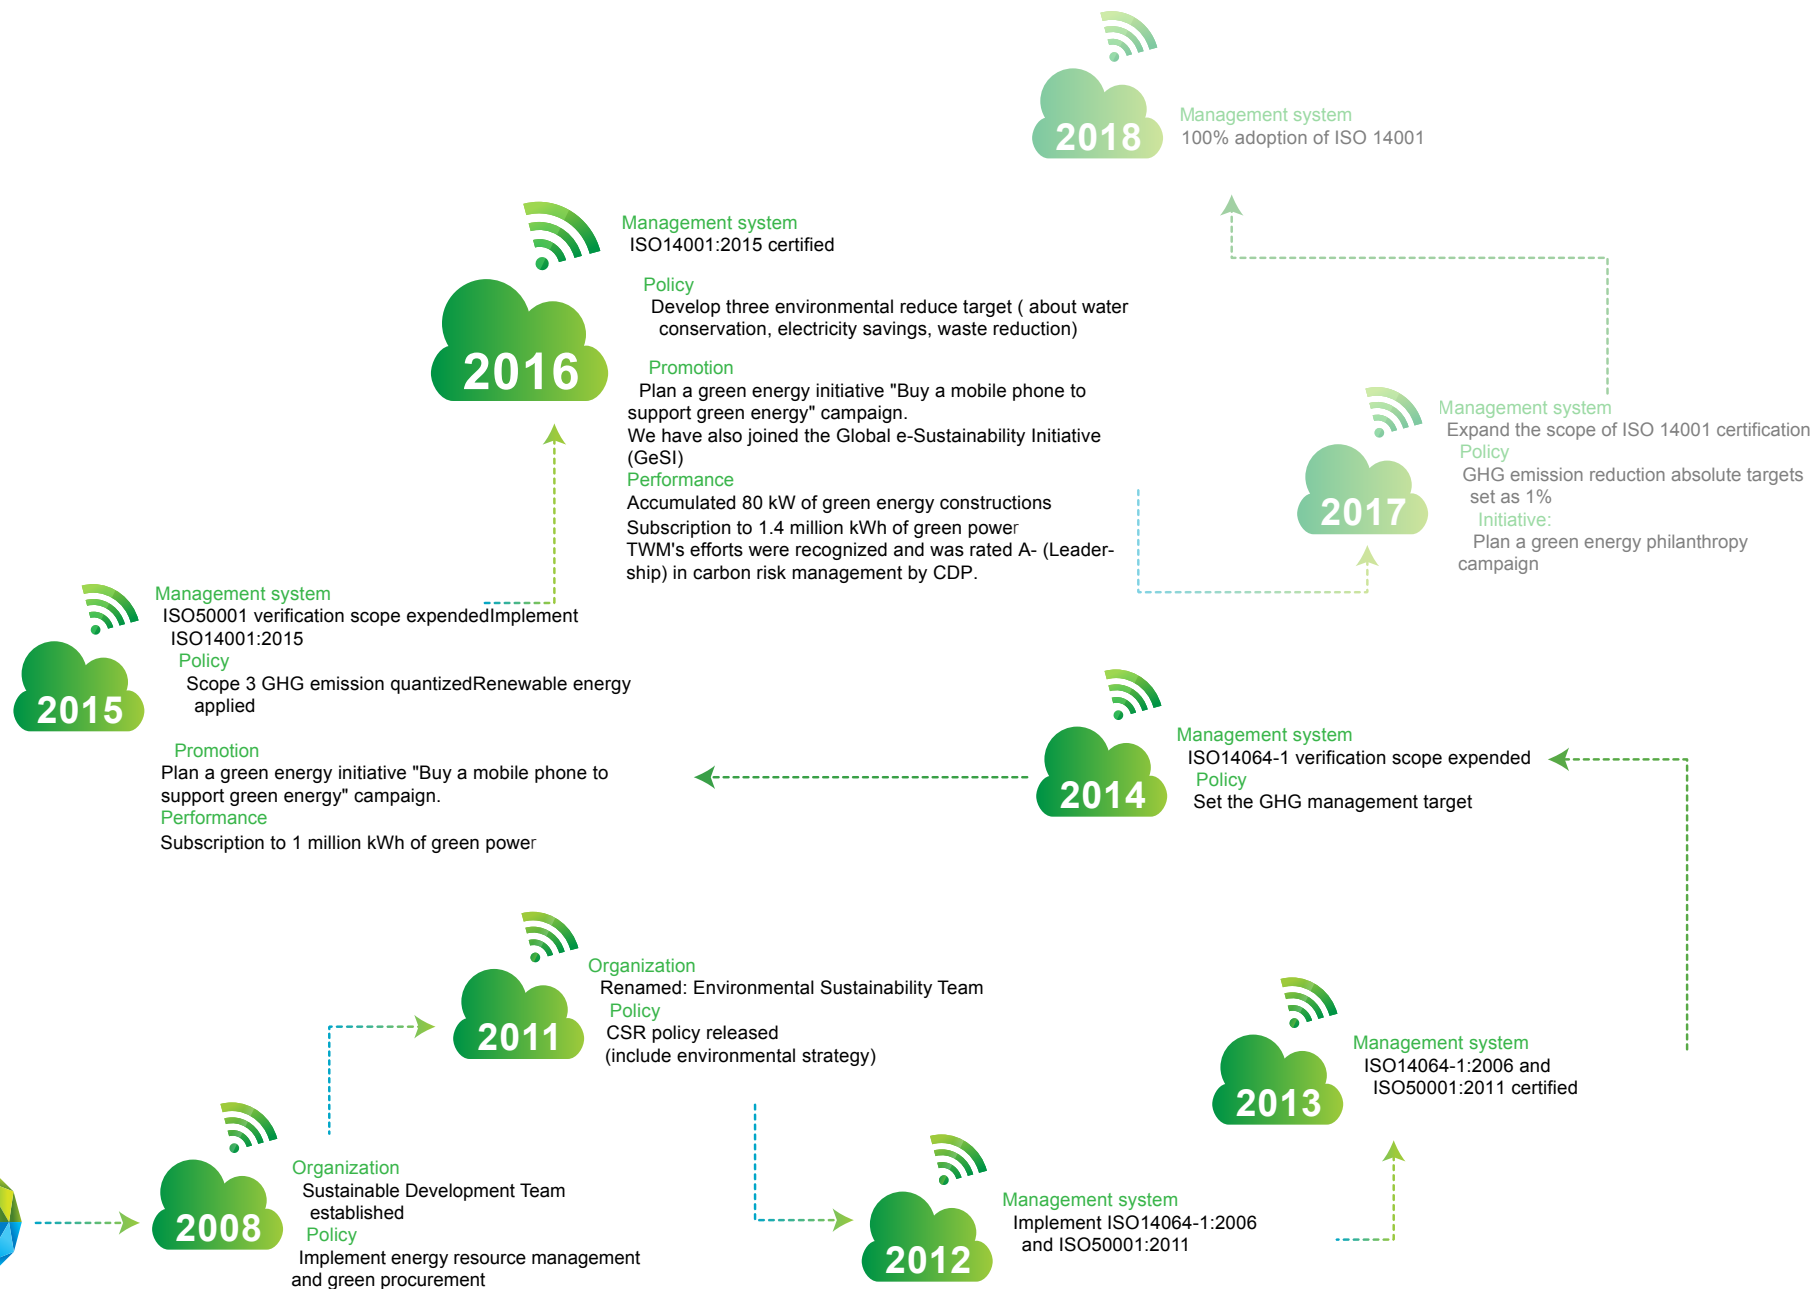 2018
Management system
100% adoption of ISO 14001
2016
Management system
ISO14001:2015 certified
Policy
Develop three environmental reduce target ( about water
conservation, electricity savings, waste reduction)
Promotion
Plan a green energy initiative "Buy a mobile phone to
support green energy" campaign.
We have also joined the Global e-Sustainability Initiative
(GeSI)
Performance
Accumulated 80 kW of green energy constructions
Subscription to 1.4 million kWh of green power
TWM's efforts were recognized and was rated A- (Leader-
ship) in carbon risk management by CDP.
2017
Management system
Expand the scope of ISO 14001 certification
Policy
GHG emission reduction absolute targets
set as 1%
Initiative:
Plan a green energy philanthropy
campaign
2015
Management system
ISO50001 verification scope expendedImplement
ISO14001:2015
Policy
Scope 3 GHG emission quantizedRenewable energy
applied
Promotion
Plan a green energy initiative "Buy a mobile phone to
support green energy" campaign.
Performance
Subscription to 1 million kWh of green power
2014
Management system
ISO14064-1 verification scope expended
Policy
Set the GHG management target
2011
Organization
Renamed: Environmental Sustainability Team
Policy
CSR policy released
(include environmental strategy)
2013
Management system
ISO14064-1:2006 and
ISO50001:2011 certified
2008
Organization
Sustainable Development Team
established
Policy
Implement energy resource management
and green procurement
2012
Management system
Implement ISO14064-1:2006
and ISO50001:2011